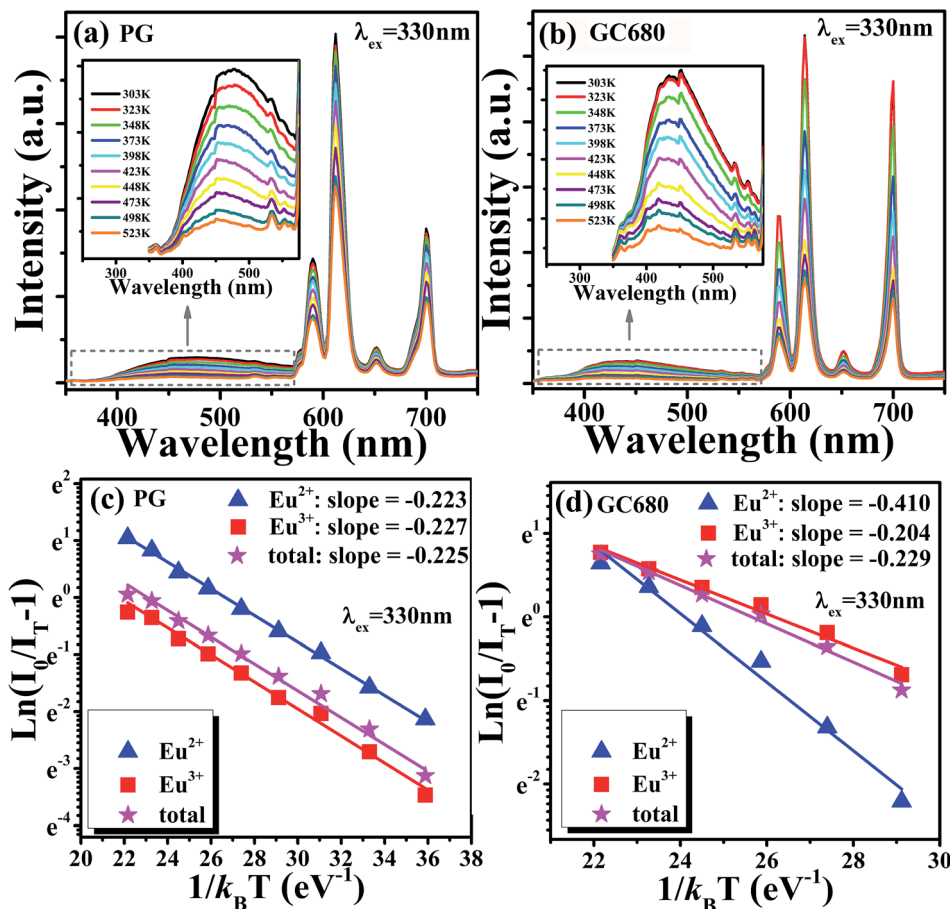 (a) PG
λex=330nm
303K
323K
348K
373K
398K
423K
448K
473K
498K
523K
300 400 500
Wavelength (nm)
Intensity (a.u.)
400 500 600 700
Wavelength (nm)
(b) GC680
λex=330nm
303K
323K
348K
373K
398K
423K
448K
473K
498K
523K
300 400 500
Wavelength (nm)
Intensity (a.u.)
400 500 600 700
Wavelength (nm)
(c) PG
Eu²⁺: slope = -0.223
Eu³⁺: slope = -0.227
total: slope = -0.225
λex=330nm
Eu²⁺
Eu³⁺
total
Ln(I₀/I_T-1)
e²
e¹
e⁰
e⁻¹
e⁻²
e⁻³
e⁻⁴
20 22 24 26 28 30 32 34 36 38
1/k_BT (eV⁻¹)
(d) GC680
Eu²⁺: slope = -0.410
Eu³⁺: slope = -0.204
total: slope = -0.229
λex=330nm
Eu²⁺
Eu³⁺
total
Ln(I₀/I_T-1)
e¹
e⁰
e⁻¹
e⁻²
22 24 26 28 30
1/k_BT (eV⁻¹)